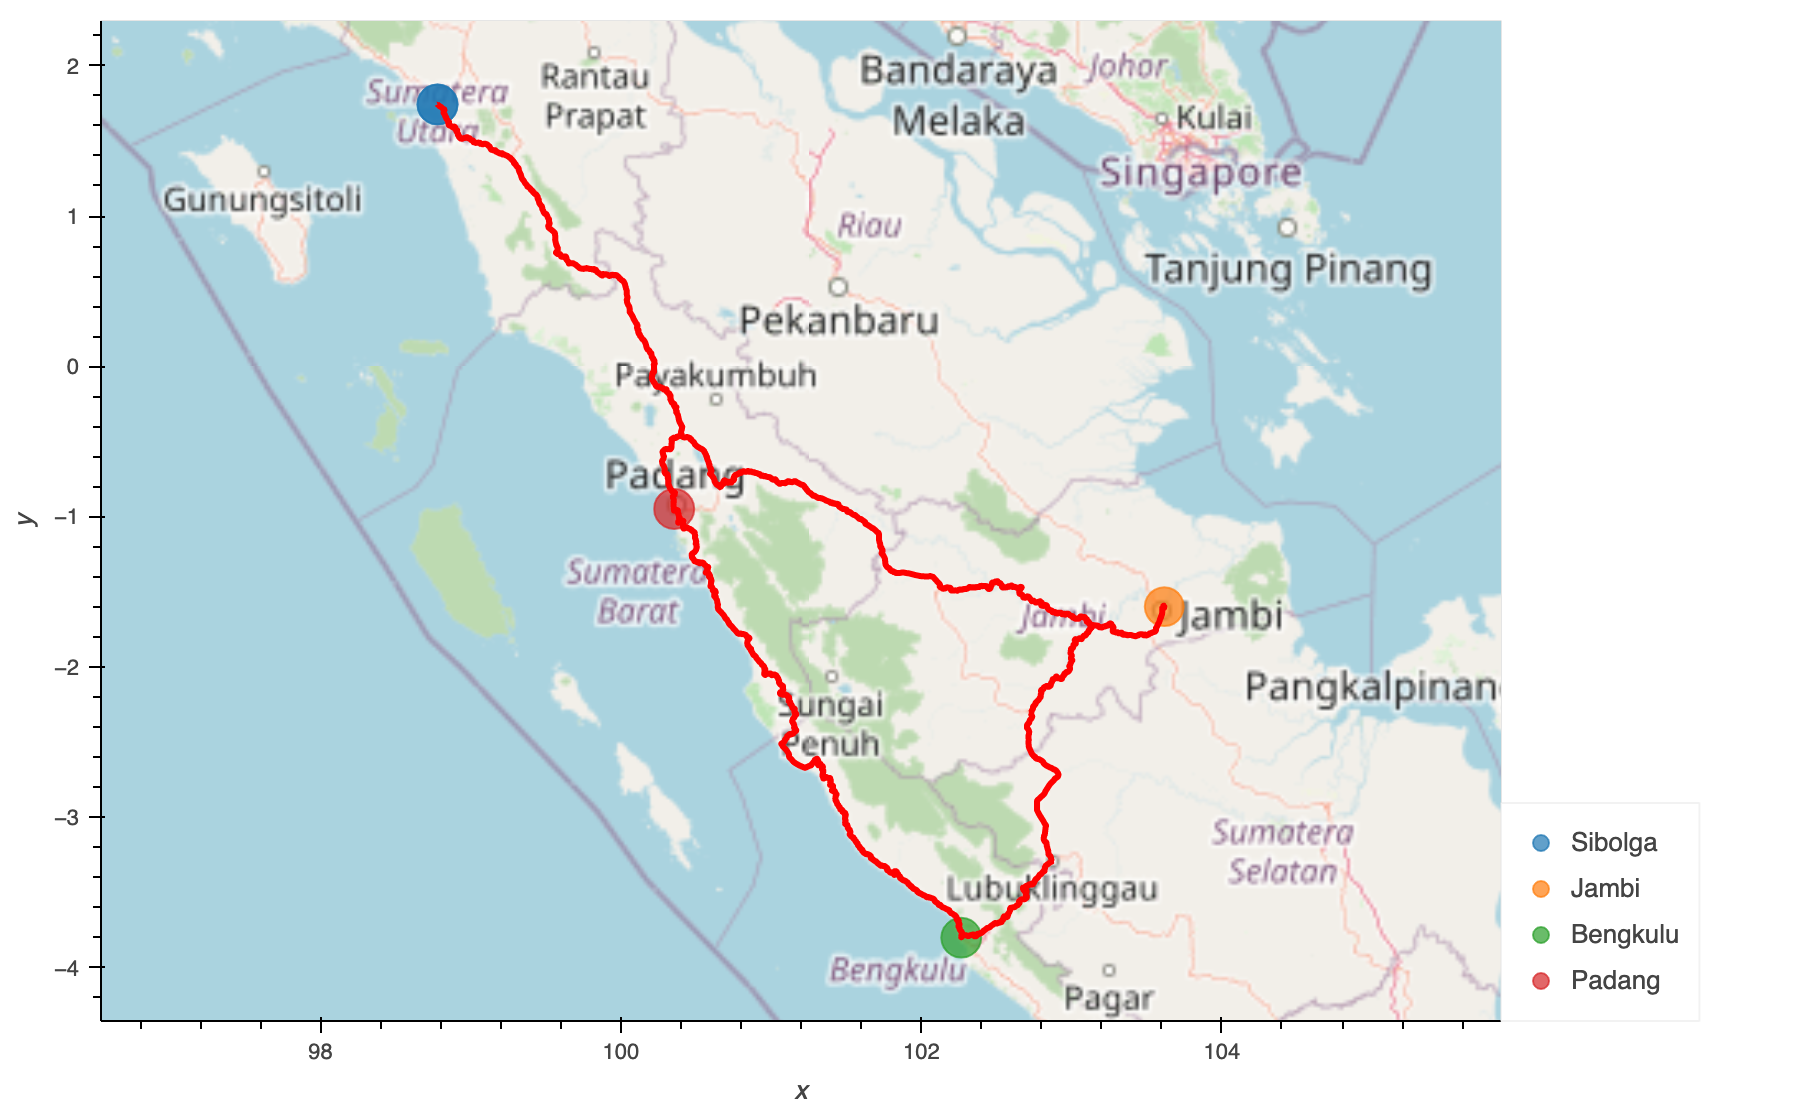 Bandaraya
Melaka
Johor
Kulai
Singapore
Tanjung Pinang
Rantau
Prapat
Sumatera
Utara
Gunungsitoli
Riau
Pekanbaru
Payakumbuh
Padang
Sumatera
Barat
Jambi
Jambi
Pangkalpinang
Sungai
Penuh
Sumatera
Selatan
Lubuklinggau
Bengkulu
Pagar
2
1
0
−1
−2
−3
−4
y
98
100
102
104
x
Sibolga
Jambi
Bengkulu
Padang